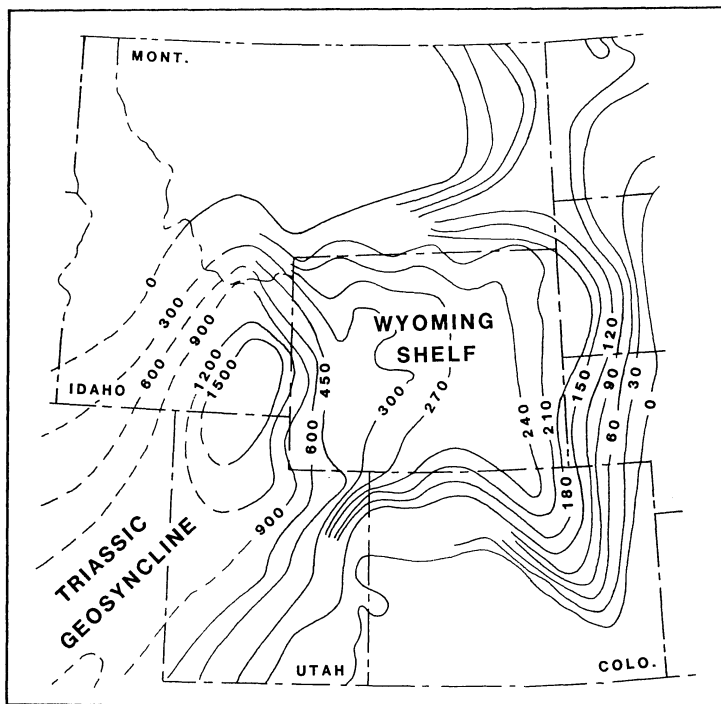 MONT.
0
300
600
900
1200
1500
IDAHO
450
600
WYOMING
SHELF
300
270
240
210
180
150
120
90
60
30
0
900
TRIASSIC
GEOSYNCLINE
UTAH
COLO.